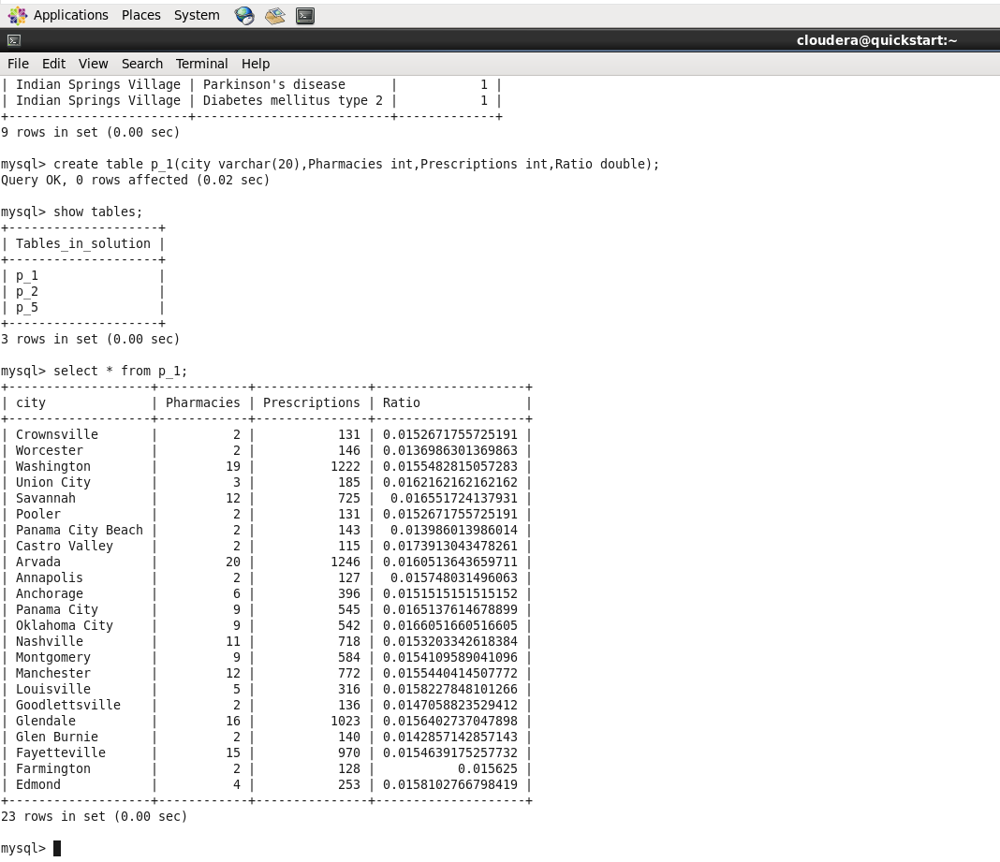 Applications Places System
cloudera@quickstart:~
File Edit View Search Terminal Help
| Indian Springs Village | Parkinson's disease      |           1 |
| Indian Springs Village | Diabetes mellitus type 2 |           1 |
+------------------------+--------------------------+-------------+
9 rows in set (0.00 sec)
mysql> create table p_1(city varchar(20),Pharmacies int,Prescriptions int,Ratio double);
Query OK, 0 rows affected (0.02 sec)
mysql> show tables;
+--------------------+
| Tables_in_solution |
+--------------------+
| p_1                |
| p_2                |
| p_5                |
+--------------------+
3 rows in set (0.00 sec)
mysql> select * from p_1;
+-------------------+------------+---------------+--------------------+
| city              | Pharmacies | Prescriptions | Ratio              |
+-------------------+------------+---------------+--------------------+
| Crownsville       |          2 |           131 | 0.0152671755725191 |
| Worcester         |          2 |           146 | 0.0136986301369863 |
| Washington        |         19 |          1222 | 0.0155482815057283 |
| Union City        |          3 |           185 | 0.0162162162162162 |
| Savannah          |         12 |           725 |  0.016551724137931 |
| Pooler            |          2 |           131 | 0.0152671755725191 |
| Panama City Beach |          2 |           143 |  0.013986013986014 |
| Castro Valley     |          2 |           115 | 0.0173913043478261 |
| Arvada            |         20 |          1246 | 0.0160513643659711 |
| Annapolis         |          2 |           127 |  0.015748031496063 |
| Anchorage         |          6 |           396 | 0.0151515151515152 |
| Panama City       |          9 |           545 | 0.0165137614678899 |
| Oklahoma City     |          9 |           542 | 0.0166051660516605 |
| Nashville         |         11 |           718 | 0.0153203342618384 |
| Montgomery        |          9 |           584 | 0.0154109589041096 |
| Manchester        |         12 |           772 | 0.0155440414507772 |
| Louisville        |          5 |           316 | 0.0158227848101266 |
| Goodlettsville    |          2 |           136 | 0.0147058823529412 |
| Glendale          |         16 |          1023 | 0.0156402737047898 |
| Glen Burnie       |          2 |           140 | 0.0142857142857143 |
| Fayetteville      |         15 |           970 | 0.0154639175257732 |
| Farmington        |          2 |           128 |           0.015625 |
| Edmond            |          4 |           253 | 0.0158102766798419 |
+-------------------+------------+---------------+--------------------+
23 rows in set (0.00 sec)
mysql>